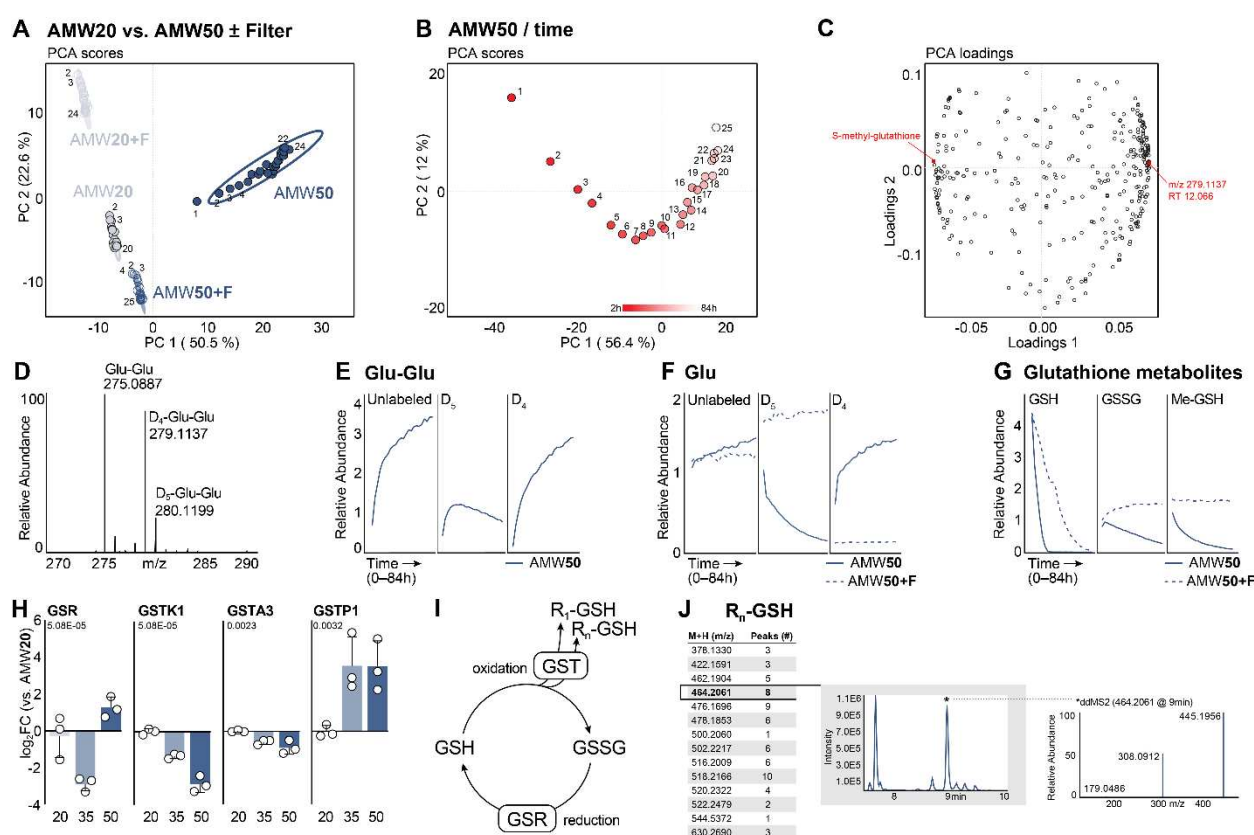 A AMW20 vs. AMW50 ± Filter
PCA scores
PC 2 (22.6 %)
10
0
-10
-10
0
10
20
30
PC 1 ( 50.5 %)
2
3
24
AMW20+F
AMW20
2
3
20
4
2
3
25
AMW50+F
22
24
AMW50
1
2
3
4
B AMW50 / time
PCA scores
PC 2 ( 12 %)
20
0
-20
-40
-20
0
20
PC 1 ( 56.4 %)
1
2
3
4
5
6
7
8
9
10
11
12
13
14
15
16
17
18
19
20
21
22
23
24
25
2h
84h
C
PCA loadings
Loadings 2
0.1
0.0
-0.1
-0.05
0.00
0.05
Loadings 1
S-methyl-glutathione
m/z 279.1137
RT 12.066
D
Relative Abundance
100
0
Glu-Glu
275.0887
D4-Glu-Glu
279.1137
D5-Glu-Glu
280.1199
270
275
m/z
285
290
E Glu-Glu
Unlabeled
D5
D4
Relative Abundance
4
3
2
1
0
Time →
(0–84h)
AMW50
F Glu
Unlabeled
D5
D4
Relative Abundance
2
1
0
Time →
(0–84h)
AMW50
AMW50+F
G Glutathione metabolites
GSH
GSSG
Me-GSH
Relative Abundance
4
3
2
1
0
Time →
(0–84h)
AMW50
AMW50+F
H
GSR
GSTK1
GSTA3
GSTP1
5.08E-05
5.08E-05
0.0023
0.0032
log2FC (vs. AMW20)
6
4
2
0
-2
-4
20 35 50
20 35 50
20 35 50
20 35 50
I
R1-GSH
Rn-GSH
oxidation
GST
GSH
GSSG
GSR
reduction
J Rn-GSH
M+H (m/z) Peaks (#)
378.1330 3
422.1591 3
462.1904 5
464.2061 8
476.1696 9
478.1853 6
500.2060 1
502.2217 6
516.2009 6
518.2166 10
520.2322 4
522.2479 2
544.5372 1
630.2690 3
Intensity
1.1E6
9.0E5
7.0E5
5.0E5
3.0E5
1.0E5
8
9min
10
*
*ddMS2 (464.2061 @ 9min)
Relative Abundance
100
50
0
445.1956
308.0912
179.0486
200
300 m/z
400